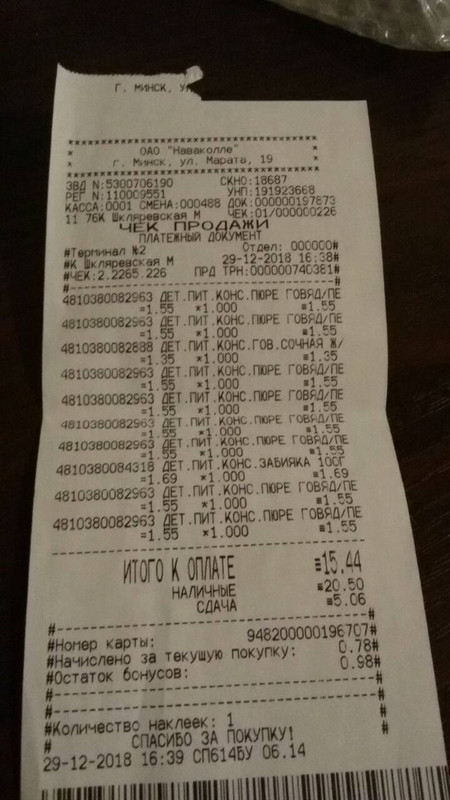 Г. МИНСК, У
****************************************
* ОАО "Наваколле" *
* г. Минск, ул. Марата, 19 *
****************************************
ЗВД N:5300706190 СКНО:18687
РЕГ N:110009551 УНП:191923668
КАССА:0001 СМЕНА:000488 ДОК:000000197873
11 76К Шкляревская М ЧЕК:01/000000226
ЧЕК ПРОДАЖИ
ПЛАТЕЖНЫЙ ДОКУМЕНТ
#Терминал №2 Отдел: 000000#
#К Шкляревская М 29-12-2018 16:38#
#ЧЕК:2.2265.226 ПРД ТРН:000000740381#
#--------------------------------------#
4810380082963 ДЕТ.ПИТ.КОНС.ПЮРЕ ГОВЯД/ПЕ
=1.55 *1.000 ≡1.55
4810380082963 ДЕТ.ПИТ.КОНС.ПЮРЕ ГОВЯД/ПЕ
=1.55 *1.000 ≡1.55
4810380082888 ДЕТ.ПИТ.КОНС.ГОВ.СОЧНАЯ Ж/
=1.35 *1.000 ≡1.35
4810380082963 ДЕТ.ПИТ.КОНС.ПЮРЕ ГОВЯД/ПЕ
=1.55 *1.000 ≡1.55
4810380082963 ДЕТ.ПИТ.КОНС.ПЮРЕ ГОВЯД/ПЕ
=1.55 *1.000 ≡1.55
4810380082963 ДЕТ.ПИТ.КОНС.ПЮРЕ ГОВЯД/ПЕ
=1.55 *1.000 ≡1.55
4810380082963 ДЕТ.ПИТ.КОНС.ПЮРЕ ГОВЯД/ПЕ
=1.55 *1.000 ≡1.55
4810380084318 ДЕТ.ПИТ.КОНС.ЗАБИЯКА 100Г
=1.69 *1.000 ≡1.69
4810380082963 ДЕТ.ПИТ.КОНС.ПЮРЕ ГОВЯД/ПЕ
=1.55 *1.000 ≡1.55
4810380082963 ДЕТ.ПИТ.КОНС.ПЮРЕ ГОВЯД/ПЕ
=1.55 *1.000 ≡1.55
----------------------------------------
ИТОГО К ОПЛАТЕ ≡15.44
НАЛИЧНЫЕ ≡20.50
СДАЧА ≡5.06
#--------------------------------------#
#Номер карты: 9482000001967​07#
#Начислено за текущую покупку: 0.78#
#Остаток бонусов: 0.98#
#--------------------------------------#
#--------------------------------------#
#Количество наклеек: 1 #
# СПАСИБО ЗА ПОКУПКУ! #
29-12-2018 16:39 СП614БУ 06.14